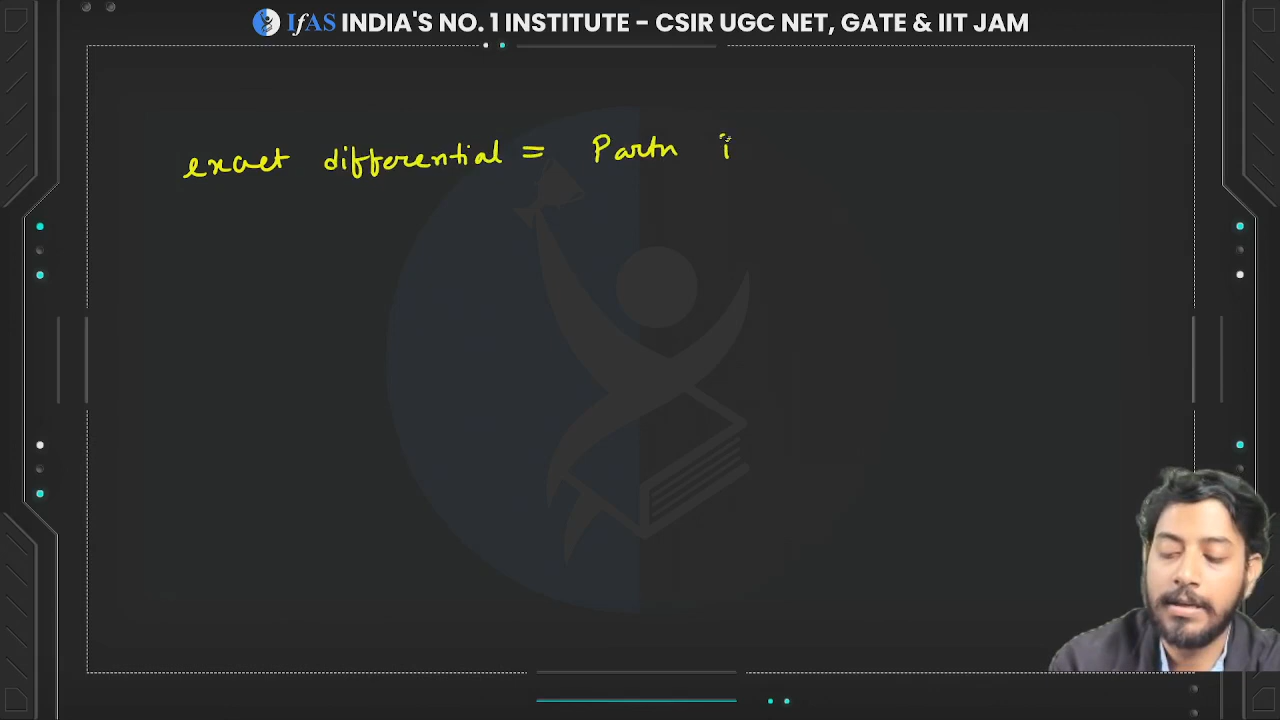 IfAS INDIA'S NO. 1 INSTITUTE – CSIR UGC NET, GATE & IIT JAM
exact differential = Partn i